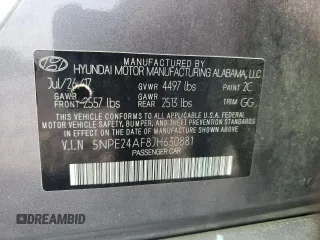 MANUFACTURED BY
HYUNDAI MOTOR MANUFACTURING ALABAMA, LLC
Jul/26/17 GVWR 4497 lbs PAINT 2C
GAWR FRONT 2557 lbs GAWR REAR 2513 lbs TRIM GG
THIS VEHICLE CONFORMS TO ALL APPLICABLE U.S. FEDERAL
MOTOR VEHICLE SAFETY, BUMPER, AND THEFT PREVENTION
STANDARDS IN EFFECT ON THE DATE OF MANUFACTURE SHOWN ABOVE.
V.I.N 5NPE24AF8JH630881
PASSENGER CAR
DREAMBID